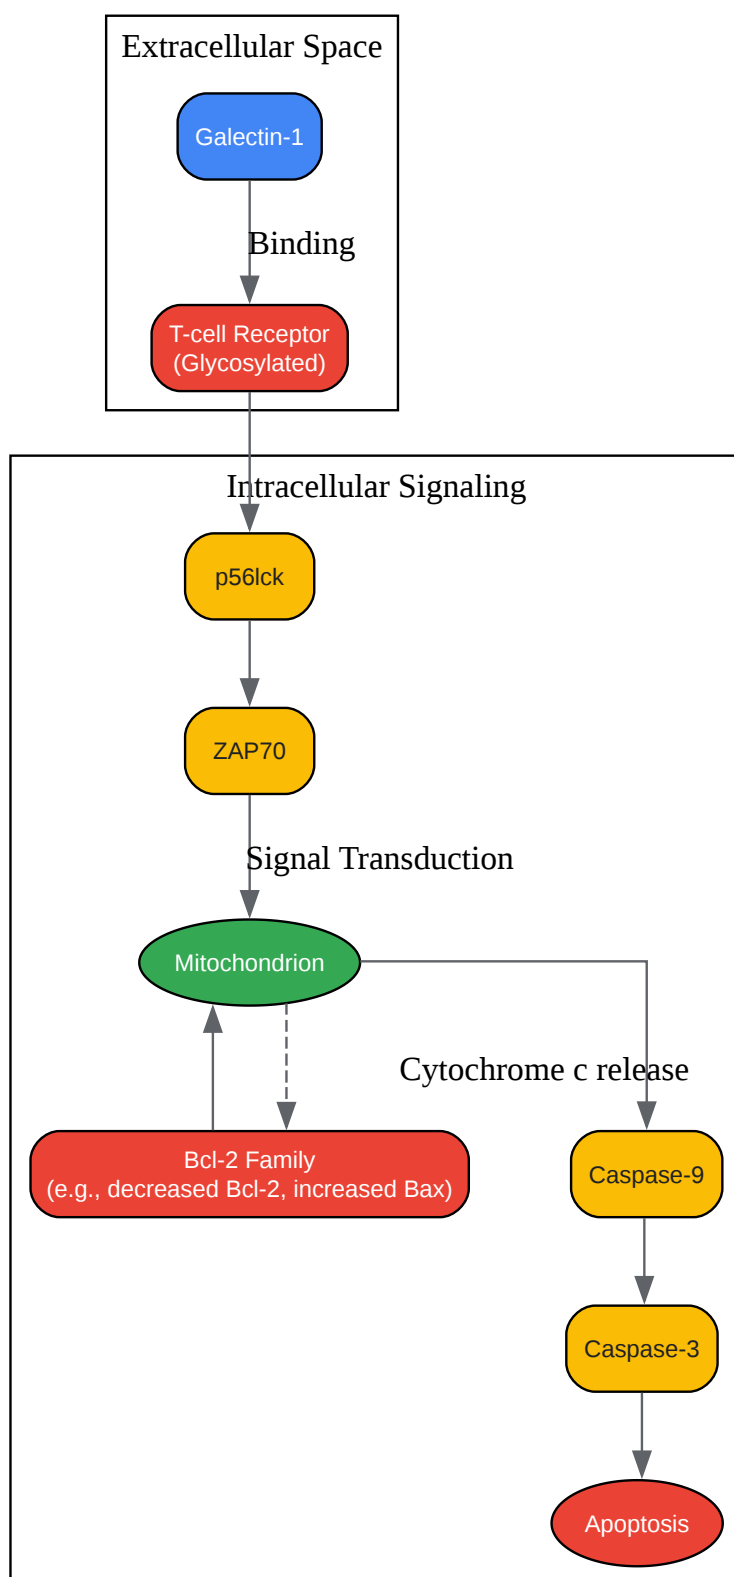 Extracellular Space
Galectin-1
Binding
T-cell Receptor
(Glycosylated)
Intracellular Signaling
p56lck
ZAP70
Signal Transduction
Mitochondrion
Cytochrome c release
Bcl-2 Family
(e.g., decreased Bcl-2, increased Bax)
Caspase-9
Caspase-3
Apoptosis